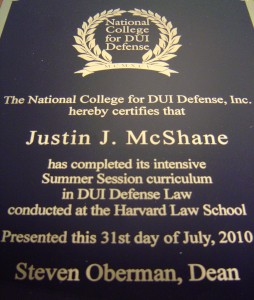 National
College
for DUI
Defense
The National College for DUI Defense, Inc.
hereby certifies that
Justin J. McShane
has completed its intensive
Summer Session curriculum
in DUI Defense Law
conducted at the Harvard Law School
Presented this 31st day of July, 2010
Steven Oberman, Dean